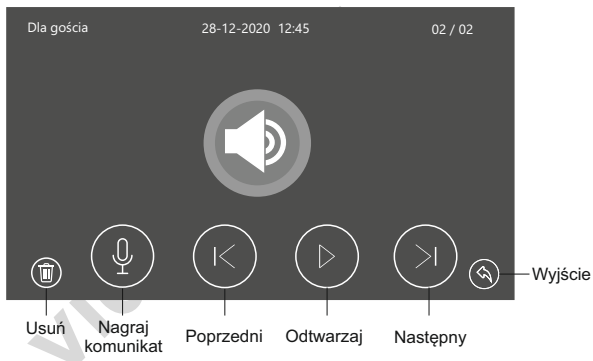 Dla gościa 28-12-2020 12:45 02 / 02
Wyjście
Usuń Nagraj komunikat Poprzedni Odtwarzaj Następny